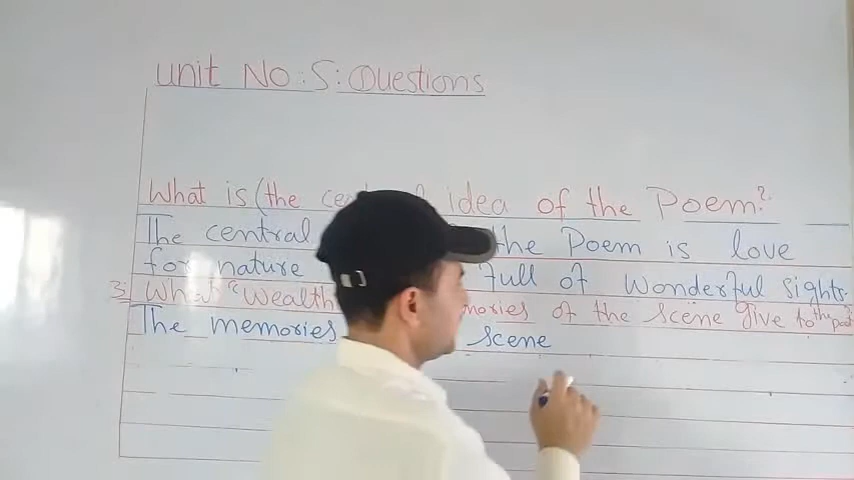 Unit No: 5: Questions
What is (the idea of the Poem?
The central the Poem is love
for nature full of wonderful sights.
3: What "wealth of the scene give to the poet
The memories scene